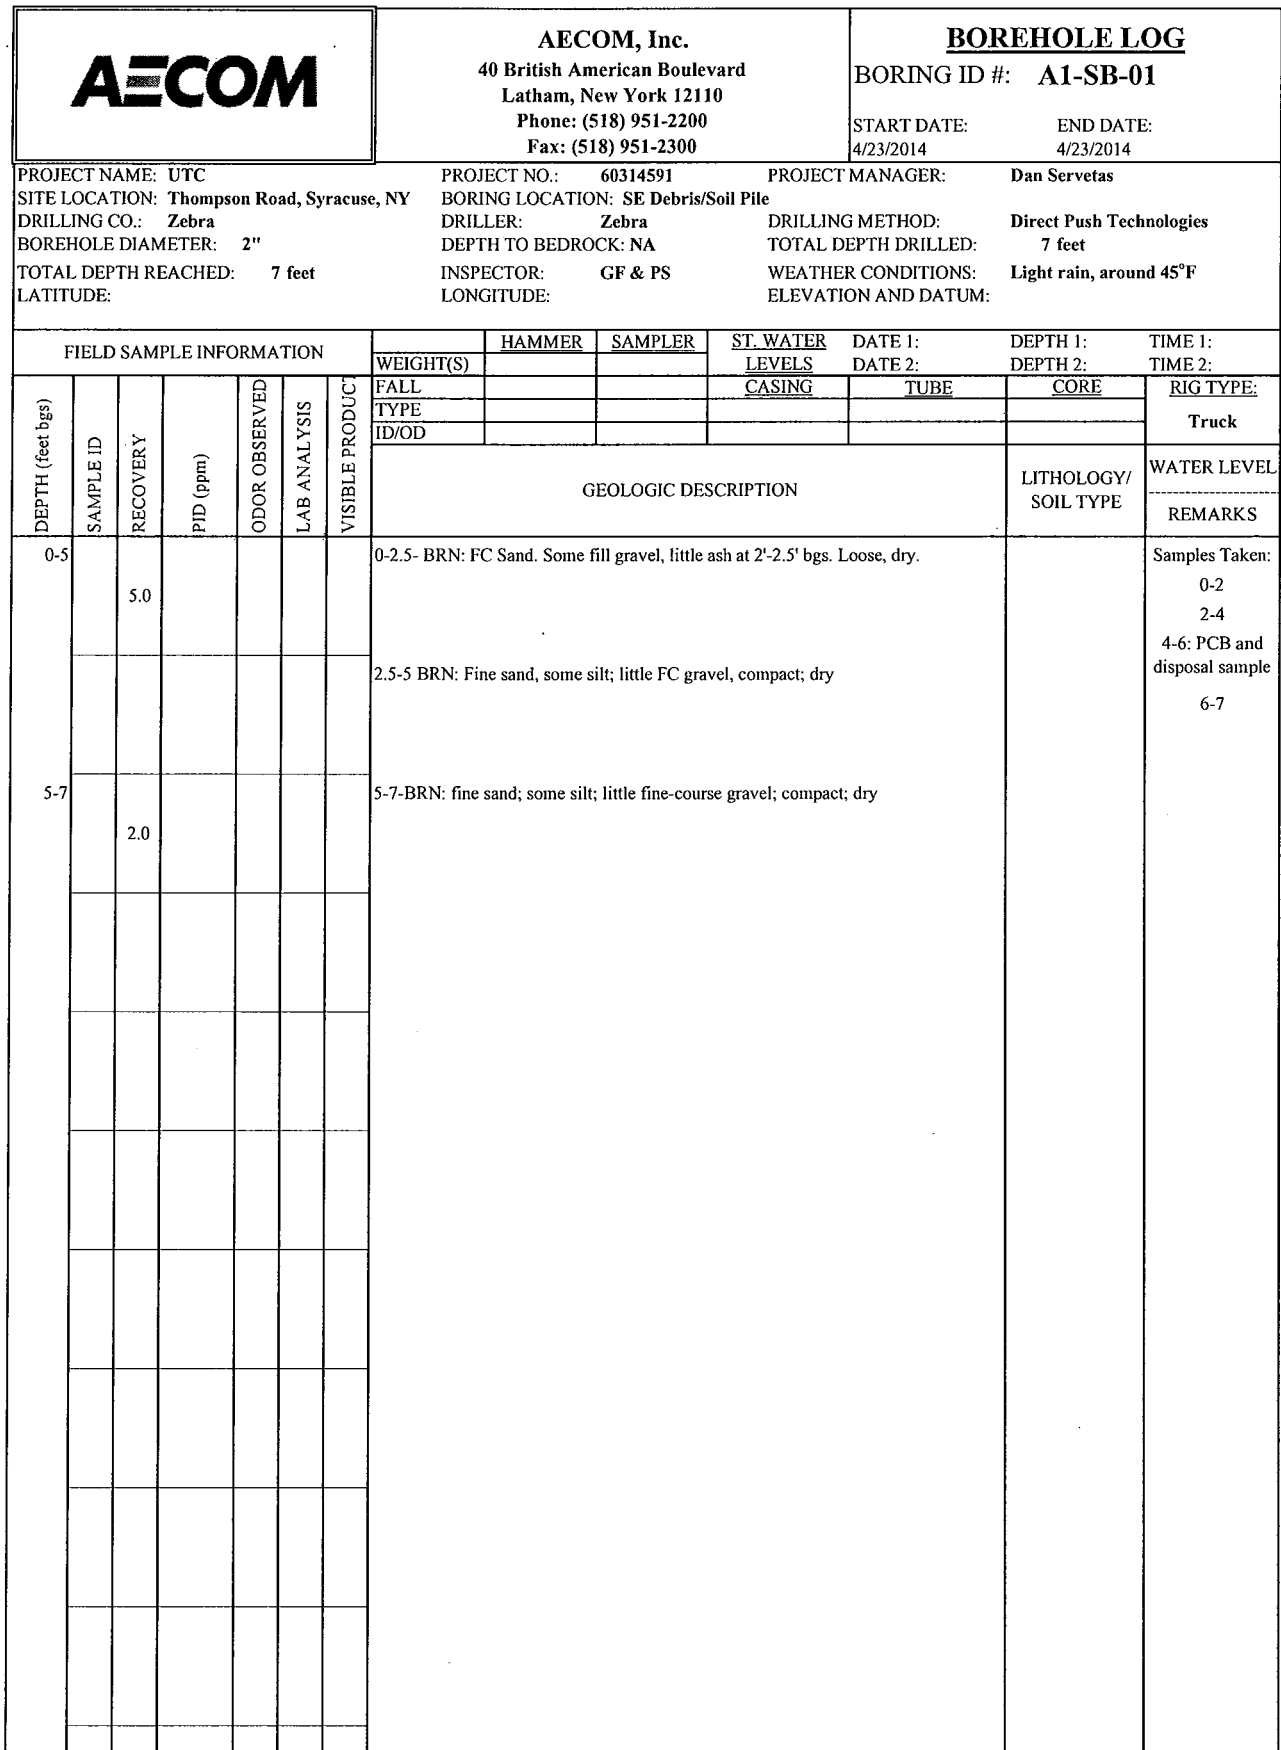 AECOM
AECOM, Inc.
40 British American Boulevard
Latham, New York 12110
Phone: (518) 951-2200
Fax: (518) 951-2300
BOREHOLE LOG
BORING ID #: A1-SB-01
START DATE: END DATE:
4/23/2014 4/23/2014
PROJECT NAME: UTC PROJECT NO.: 60314591 PROJECT MANAGER: Dan Servetas
SITE LOCATION: Thompson Road, Syracuse, NY BORING LOCATION: SE Debris/Soil Pile
DRILLING CO.: Zebra DRILLER: Zebra DRILLING METHOD: Direct Push Technologies
BOREHOLE DIAMETER: 2" DEPTH TO BEDROCK: NA TOTAL DEPTH DRILLED: 7 feet
TOTAL DEPTH REACHED: 7 feet INSPECTOR: GF & PS WEATHER CONDITIONS: Light rain, around 45°F
LATITUDE: LONGITUDE: ELEVATION AND DATUM:
FIELD SAMPLE INFORMATION
HAMMER SAMPLER ST. WATER DATE 1: DEPTH 1: TIME 1:
WEIGHT(S) LEVELS DATE 2: DEPTH 2: TIME 2:
FALL CASING TUBE CORE RIG TYPE:
TYPE
Truck
ID/OD
DEPTH (feet bgs)
SAMPLE ID
RECOVERY
PID (ppm)
ODOR OBSERVED
LAB ANALYSIS
VISIBLE PRODUCT
GEOLOGIC DESCRIPTION
LITHOLOGY/
SOIL TYPE
WATER LEVEL
REMARKS
0-5 0-2.5- BRN: FC Sand. Some fill gravel, little ash at 2'-2.5' bgs. Loose, dry. Samples Taken:
5.0 0-2
2-4
4-6: PCB and
2.5-5 BRN: Fine sand, some silt; little FC gravel, compact; dry disposal sample
6-7
5-7 5-7-BRN: fine sand; some silt; little fine-course gravel; compact; dry
2.0